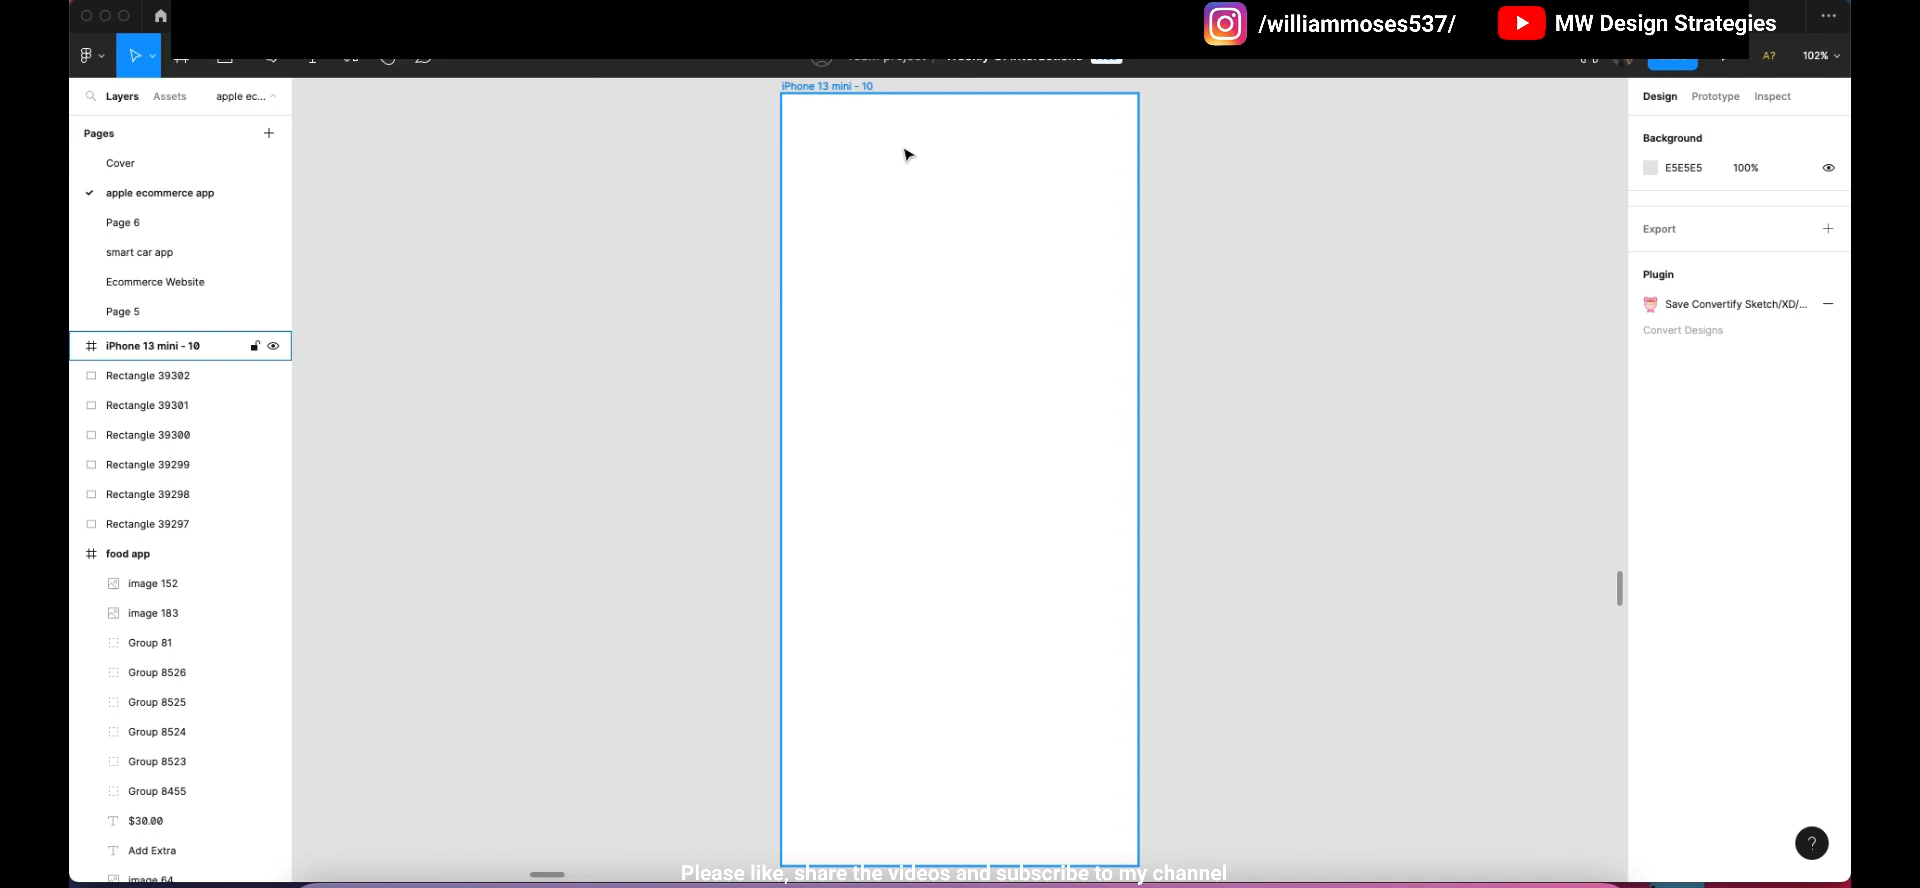 /williammoses537/
MW Design Strategies
A?
102%
Layers
Assets
apple ec...
Pages
Cover
apple ecommerce app
Page 6
smart car app
Ecommerce Website
Page 5
iPhone 13 mini - 10
Rectangle 39302
Rectangle 39301
Rectangle 39300
Rectangle 39299
Rectangle 39298
Rectangle 39297
food app
image 152
image 183
Group 81
Group 8526
Group 8525
Group 8524
Group 8523
Group 8455
$30.00
Add Extra
image 64
iPhone 13 mini - 10
Design
Prototype
Inspect
Background
E5E5E5
100%
Export
Plugin
Save Convertify Sketch/XD/...
Convert Designs
?
Please like, share the videos and subscribe to my channel